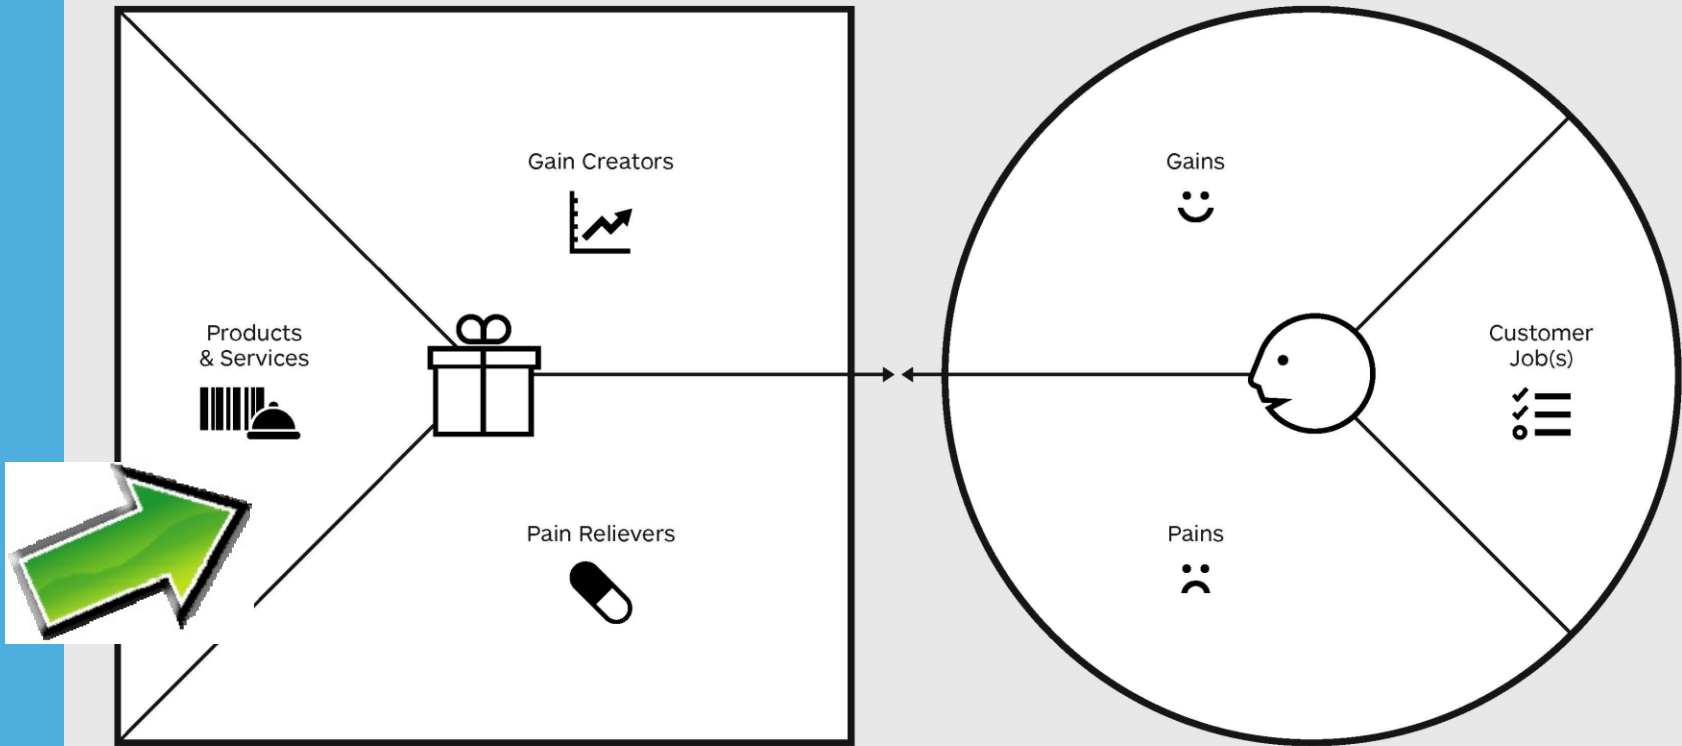 Gain Creators
Products
& Services
Pain Relievers
Gains
Customer
Job(s)
Pains